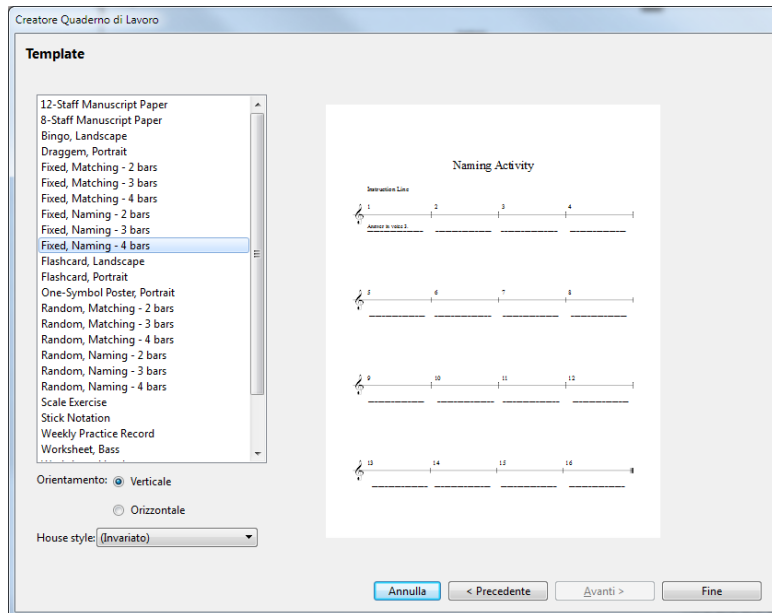 Creatore Quaderno di Lavoro
Template
12-Staff Manuscript Paper
8-Staff Manuscript Paper
Bingo, Landscape
Draggem, Portrait
Fixed, Matching - 2 bars
Fixed, Matching - 3 bars
Fixed, Matching - 4 bars
Fixed, Naming - 2 bars
Fixed, Naming - 3 bars
Fixed, Naming - 4 bars
Flashcard, Landscape
Flashcard, Portrait
One-Symbol Poster, Portrait
Random, Matching - 2 bars
Random, Matching - 3 bars
Random, Matching - 4 bars
Random, Naming - 2 bars
Random, Naming - 3 bars
Random, Naming - 4 bars
Scale Exercise
Stick Notation
Weekly Practice Record
Worksheet, Bass
Orientamento: Verticale
Orizzontale
House style: (Invariato)
Naming Activity
Instruction Line
1 2 3 4
Answer in voice 3.
5 6 7 8
9 10 11 12
13 14 15 16
Annulla < Precedente Avanti > Fine